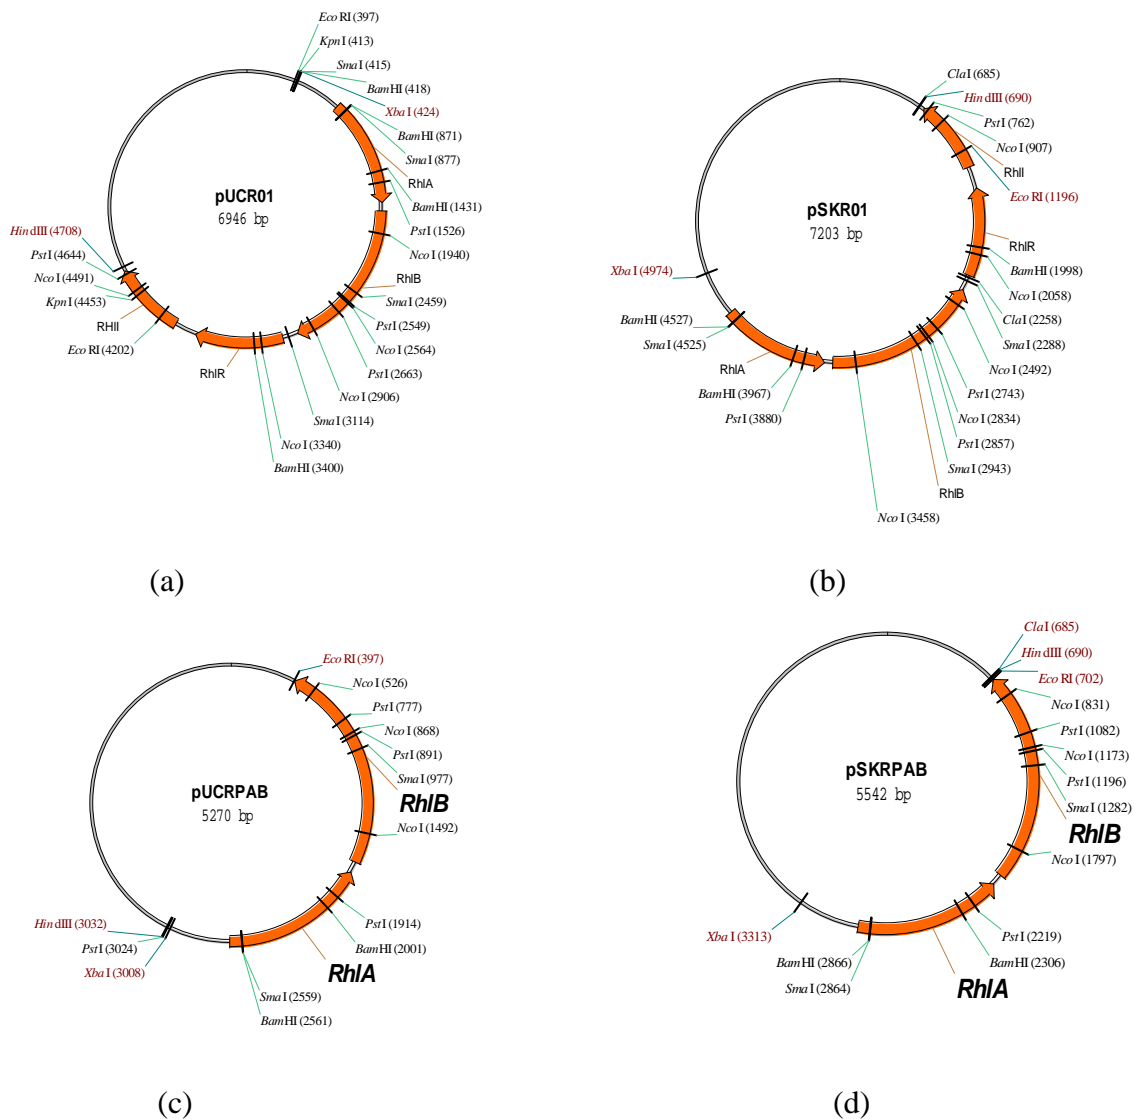 EcoRI (397)
KpnI (413)
SmaI (415)
BamHI (418)
XbaI (424)
BamHI (871)
SmaI (877)
RhlA
BamHI (1431)
PstI (1526)
NcoI (1940)
RhlB
SmaI (2459)
PstI (2549)
NcoI (2564)
PstI (2663)
NcoI (2906)
SmaI (3114)
NcoI (3340)
BamHI (3400)
RhlR
EcoRI (4202)
RHlI
KpnI (4453)
NcoI (4491)
PstI (4644)
HindIII (4708)
pUCR01
6946 bp
(a)
ClaI (685)
HindIII (690)
PstI (762)
NcoI (907)
RhlI
EcoRI (1196)
RhlR
BamHI (1998)
NcoI (2058)
ClaI (2258)
SmaI (2288)
NcoI (2492)
PstI (2743)
NcoI (2834)
PstI (2857)
SmaI (2943)
RhlB
NcoI (3458)
PstI (3880)
BamHI (3967)
RhlA
SmaI (4525)
BamHI (4527)
XbaI (4974)
pSKR01
7203 bp
(b)
EcoRI (397)
NcoI (526)
PstI (777)
NcoI (868)
PstI (891)
SmaI (977)
RhlB
NcoI (1492)
PstI (1914)
BamHI (2001)
RhlA
SmaI (2559)
BamHI (2561)
XbaI (3008)
PstI (3024)
HindIII (3032)
pUCRPAB
5270 bp
(c)
ClaI (685)
HindIII (690)
EcoRI (702)
NcoI (831)
PstI (1082)
NcoI (1173)
PstI (1196)
SmaI (1282)
RhlB
NcoI (1797)
PstI (2219)
BamHI (2306)
RhlA
SmaI (2864)
BamHI (2866)
XbaI (3313)
pSKRPAB
5542 bp
(d)